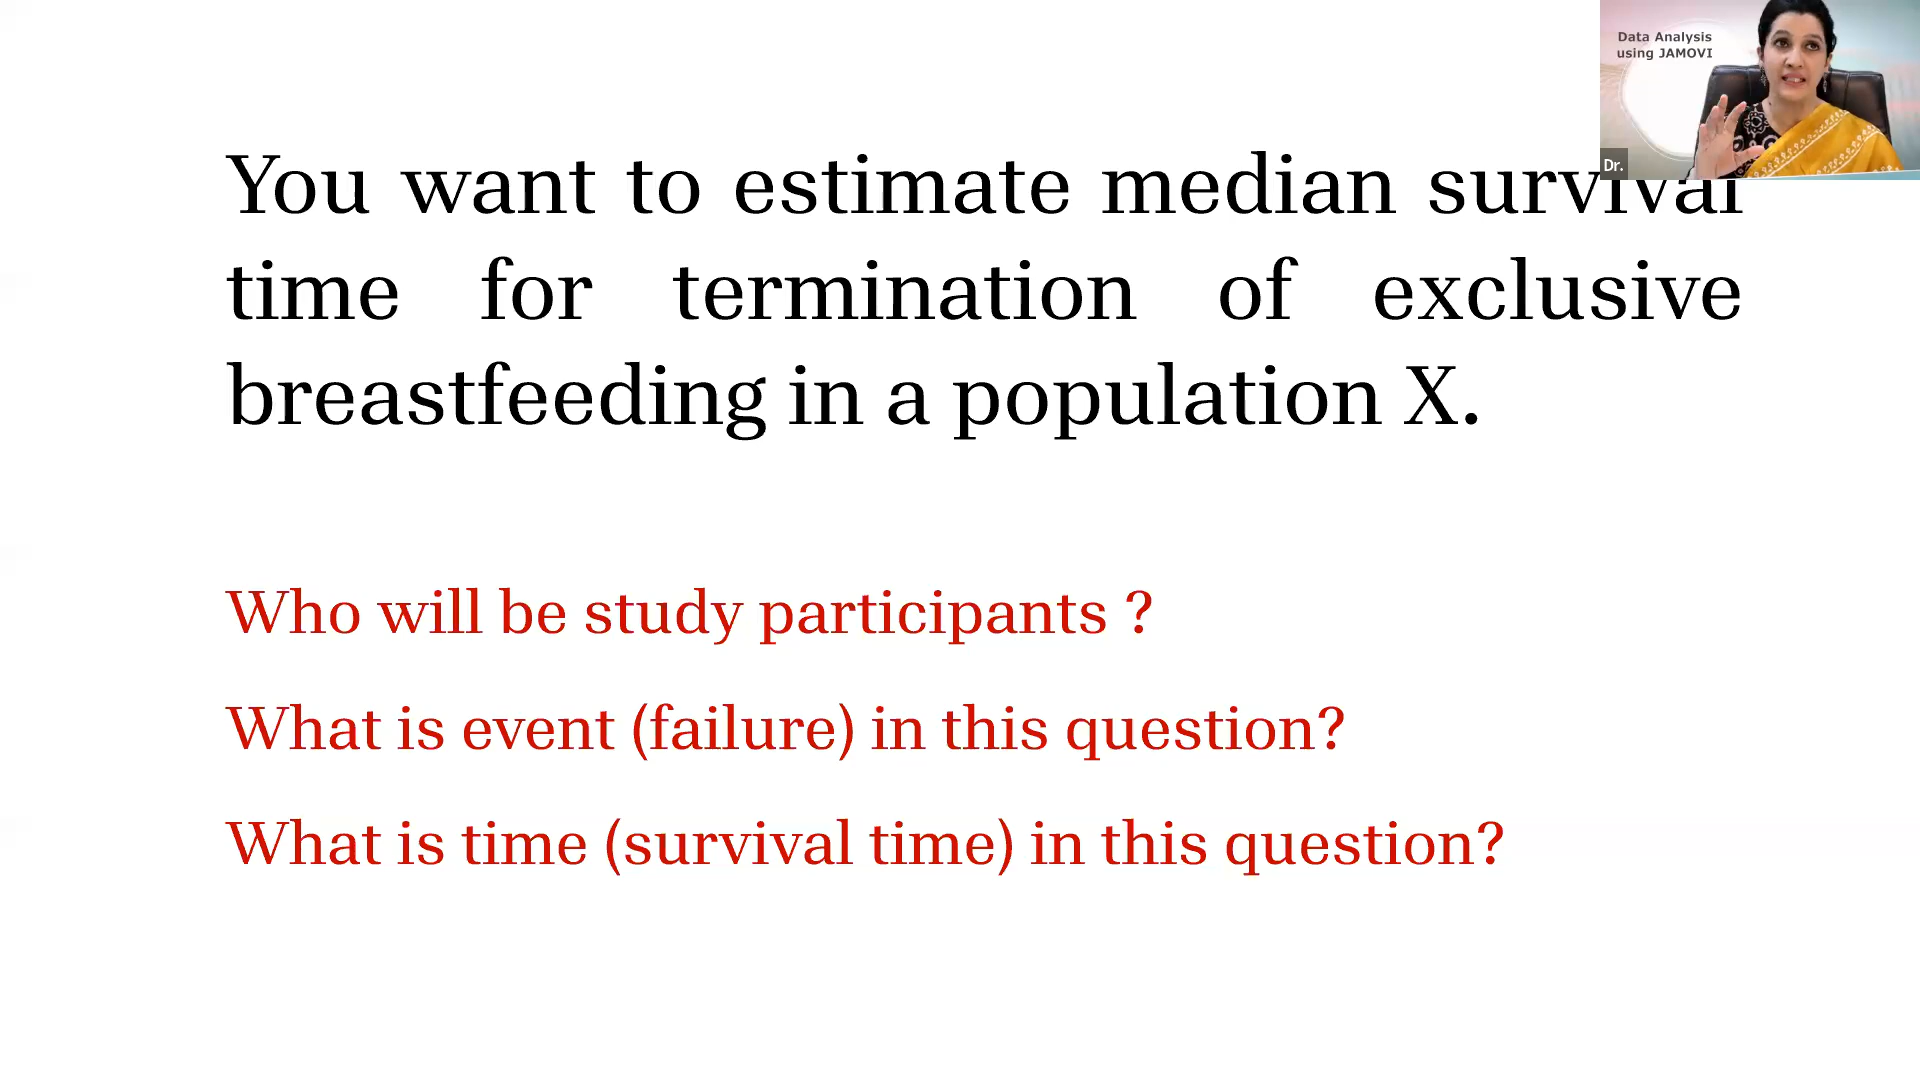 Data Analysis
using JAMOVI
Dr.
You want to estimate median survival
time for termination of exclusive
breastfeeding in a population X.
Who will be study participants ?
What is event (failure) in this question?
What is time (survival time) in this question?